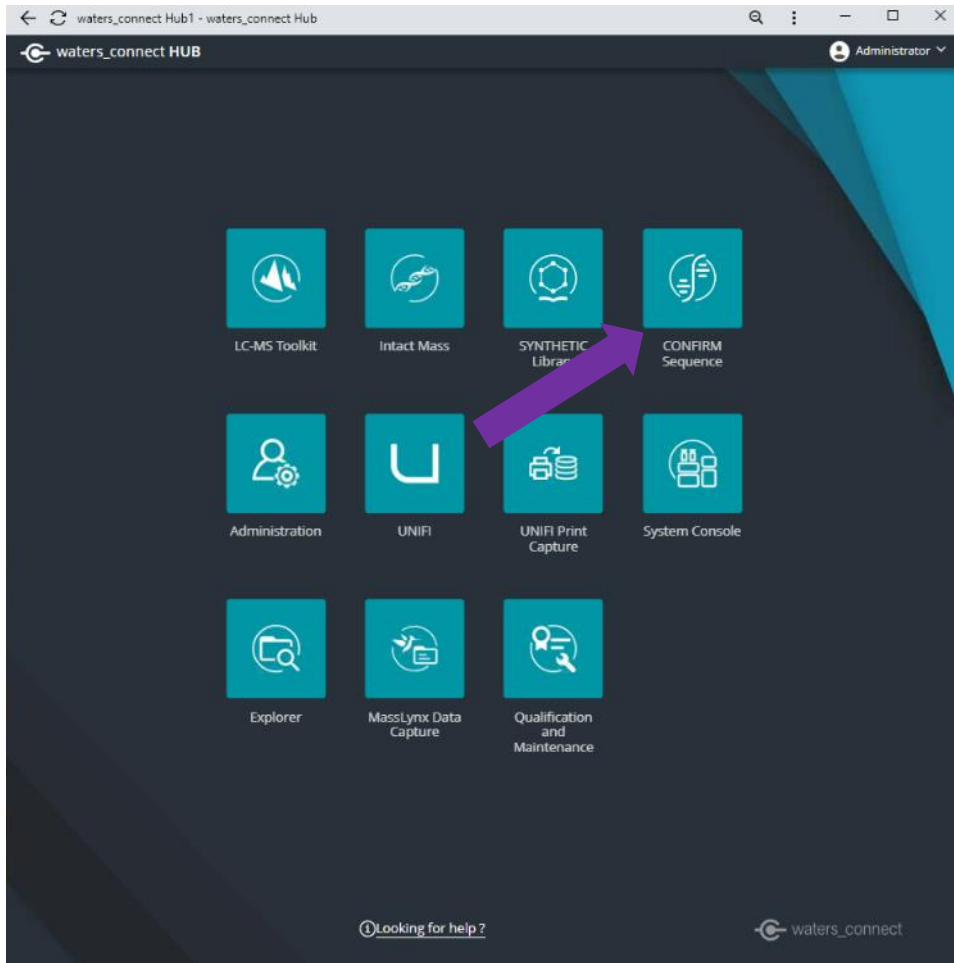 waters_connect Hub1 - waters_connect Hub
waters_connect HUB
Administrator
LC-MS Toolkit
Intact Mass
SYNTHETIC
CONFIRM
Sequence
Administration
UNIFI
UNIFI Print
Capture
System Console
Explorer
MassLynx Data
Capture
Qualification
and
Maintenance
Looking for help ?
waters_connect